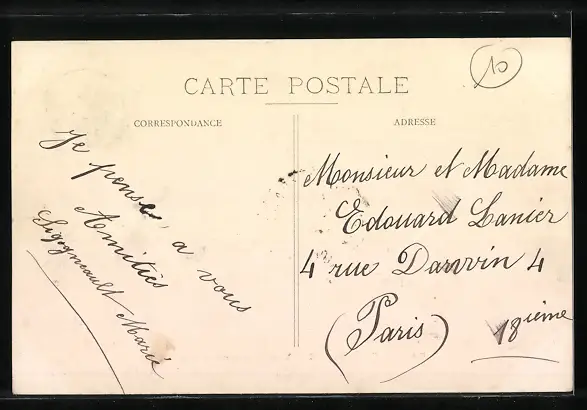 10
CARTE POSTALE
CORRESPONDANCE
ADRESSE
Je pense a vous
Amitiés
Marie
Monsieur et Madame
Edouard Lanier
4 rue Darwin 4
(Paris) 18ième